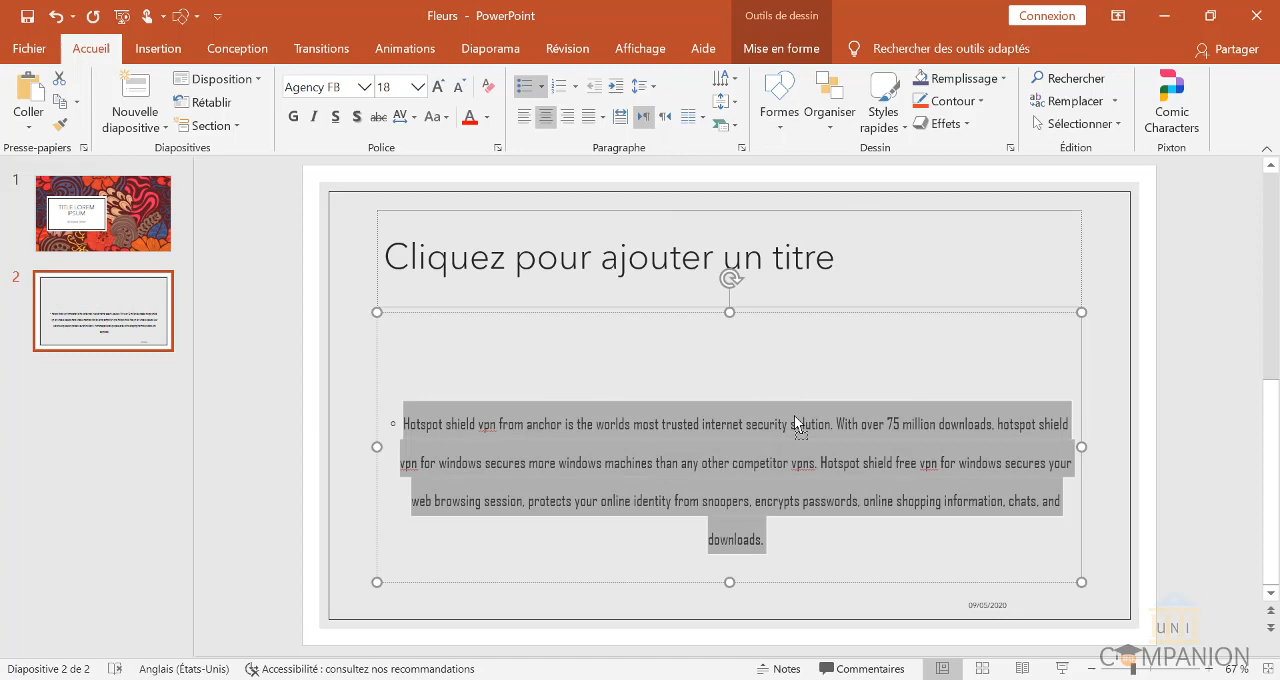 Fleurs - PowerPoint
Outils de dessin
Connexion
Fichier Accueil Insertion Conception Transitions Animations Diaporama Révision Affichage Aide Mise en forme Rechercher des outils adaptés Partager
Coller
Nouvelle
diapositive
Disposition
Rétablir
Section
Agency FB 18
G I S S abc AV Aa A
Formes
Organiser
Styles
rapides
Remplissage
Contour
Effets
Rechercher
Remplacer
Sélectionner
Comic
Characters
Presse-papiers Diapositives Police Paragraphe Dessin Édition Pixton
1
TITLE LOREM
IPSUM
2
Cliquez pour ajouter un titre
Hotspot shield vpn from anchor is the worlds most trusted internet security solution. With over 75 million downloads, hotspot shield
vpn for windows secures more windows machines than any other competitor vpns. Hotspot shield free vpn for windows secures your
web browsing session, protects your online identity from snoopers, encrypts passwords, online shopping information, chats, and
downloads.
09/05/2020
UNI
COMPANION
Diapositive 2 de 2 Anglais (États-Unis) Accessibilité : consultez nos recommandations Notes Commentaires 67 %